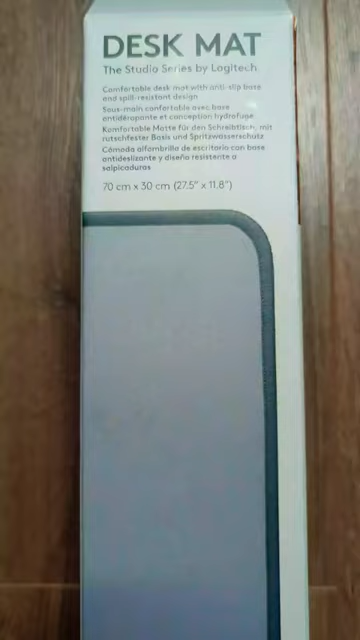 DESK MAT
The Studio Series by Logitech
Comfortable desk mat with anti-slip base
and spill-resistant design
Sous-main confortable avec base
antidérapante et conception hydrofuge
Komfortable Matte für den Schreibtisch, mit
rutschfester Basis und Spritzwasserschutz
Cómoda alfombrilla de escritorio con base
antideslizante y diseño resistente a
salpicaduras
70 cm x 30 cm (27.5" x 11.8")